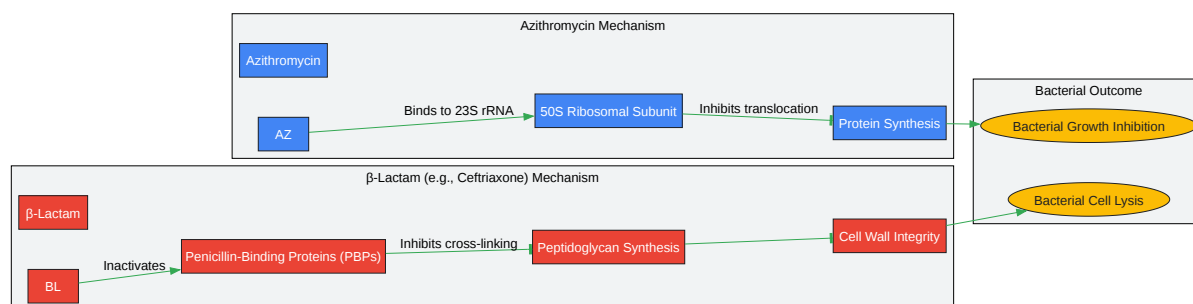 Azithromycin Mechanism
Azithromycin
AZ
Binds to 23S rRNA
50S Ribosomal Subunit
Inhibits translocation
Protein Synthesis
Bacterial Outcome
Bacterial Growth Inhibition
Bacterial Cell Lysis
β-Lactam (e.g., Ceftriaxone) Mechanism
β-Lactam
BL
Inactivates
Penicillin-Binding Proteins (PBPs)
Inhibits cross-linking
Peptidoglycan Synthesis
Cell Wall Integrity